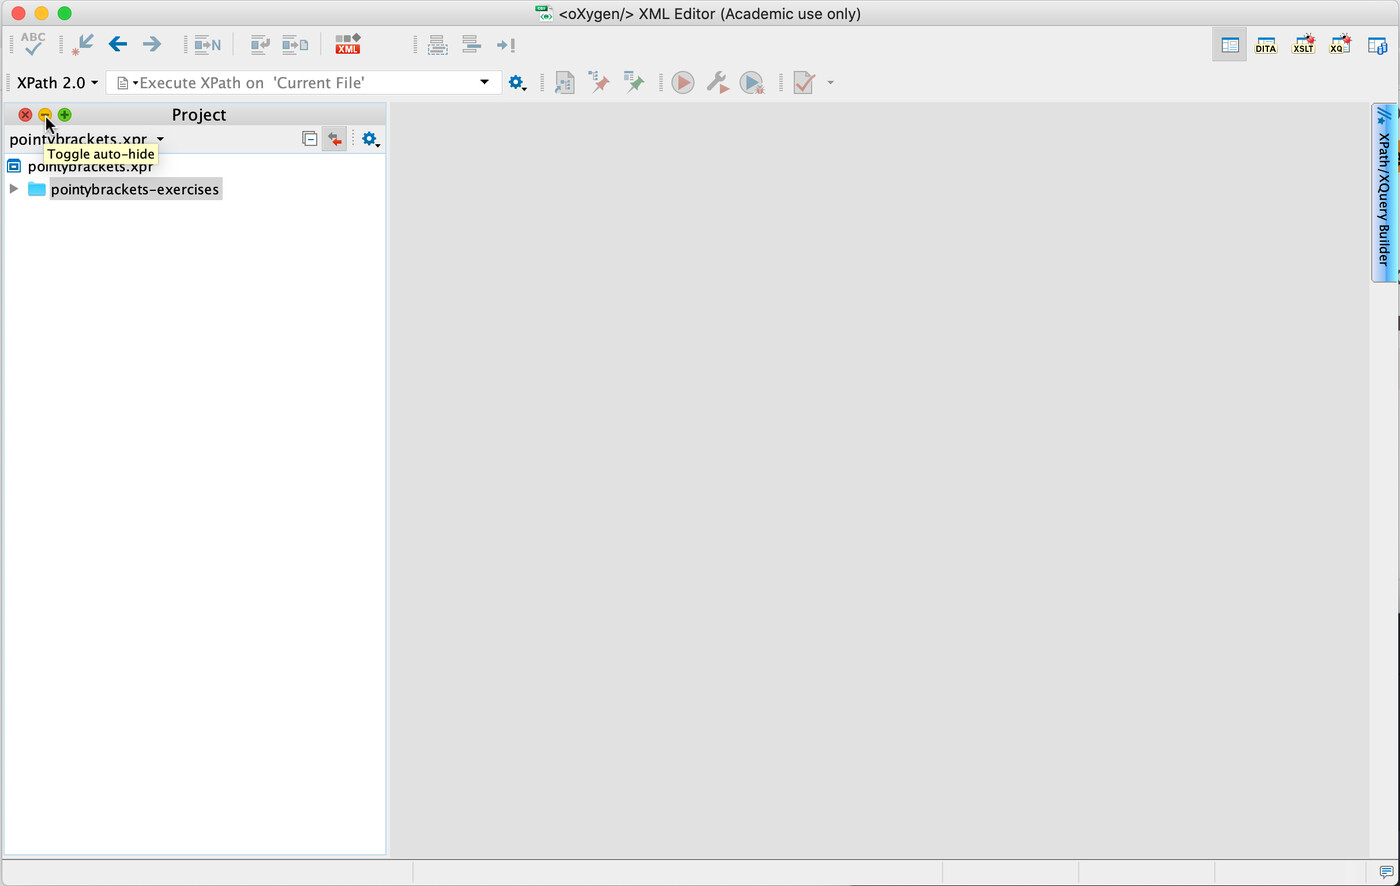 <oXygen/> XML Editor (Academic use only)
ABC
N
D
XML
DITA
XSLT
XQ
XPath 2.0
Execute XPath on 'Current File'
Project
pointybrackets.xpr
Toggle auto-hide
pointybrackets.xpr
pointybrackets-exercises
XPath/XQuery Builder